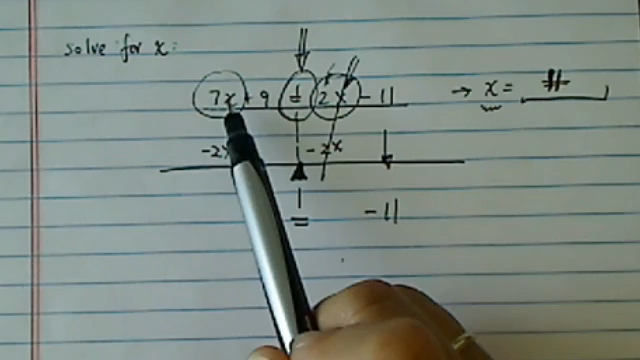 solve for x:
7x + 9 = 2x - 11 → x = #
-2x - 2x
= -11